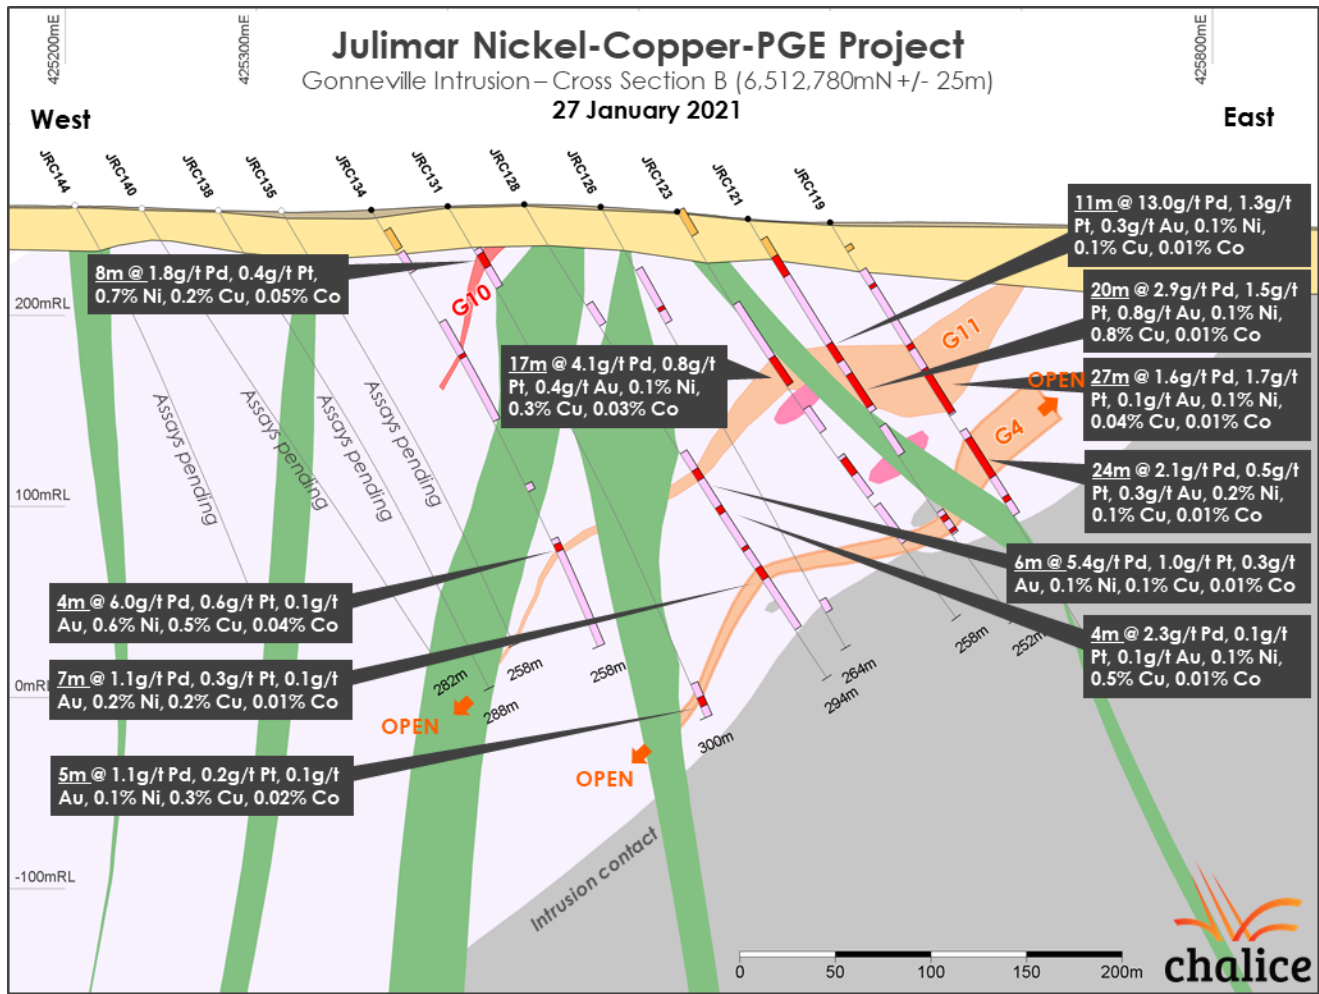 425200mE
425300mE
425800mE
Julimar Nickel-Copper-PGE Project
Gonneville Intrusion – Cross Section B (6,512,780mN +/- 25m)
27 January 2021
West
East
JRC144
JRC140
JRC138
JRC135
JRC134
JRC131
JRC128
JRC126
JRC123
JRC121
JRC119
11m @ 13.0g/t Pd, 1.3g/t
Pt, 0.3g/t Au, 0.1% Ni,
0.1% Cu, 0.01% Co
8m @ 1.8g/t Pd, 0.4g/t Pt,
0.7% Ni, 0.2% Cu, 0.05% Co
200mRL
G10
20m @ 2.9g/t Pd, 1.5g/t
Pt, 0.8g/t Au, 0.1% Ni,
0.8% Cu, 0.01% Co
G11
17m @ 4.1g/t Pd, 0.8g/t
Pt, 0.4g/t Au, 0.1% Ni,
0.3% Cu, 0.03% Co
OPEN
27m @ 1.6g/t Pd, 1.7g/t
Pt, 0.1g/t Au, 0.1% Ni,
0.04% Cu, 0.01% Co
G4
Assays pending
Assays pending
Assays pending
Assays pending
24m @ 2.1g/t Pd, 0.5g/t
Pt, 0.3g/t Au, 0.2% Ni,
0.1% Cu, 0.01% Co
100mRL
6m @ 5.4g/t Pd, 1.0g/t Pt, 0.3g/t
Au, 0.1% Ni, 0.1% Cu, 0.01% Co
4m @ 6.0g/t Pd, 0.6g/t Pt, 0.1g/t
Au, 0.6% Ni, 0.5% Cu, 0.04% Co
4m @ 2.3g/t Pd, 0.1g/t
Pt, 0.1g/t Au, 0.1% Ni,
0.5% Cu, 0.01% Co
258m
252m
264m
294m
7m @ 1.1g/t Pd, 0.3g/t Pt, 0.1g/t
Au, 0.2% Ni, 0.2% Cu, 0.01% Co
0mRL
282m
258m
258m
288m
OPEN
300m
OPEN
5m @ 1.1g/t Pd, 0.2g/t Pt, 0.1g/t
Au, 0.1% Ni, 0.3% Cu, 0.02% Co
-100mRL
Intrusion contact
0 50 100 150 200m
chalice